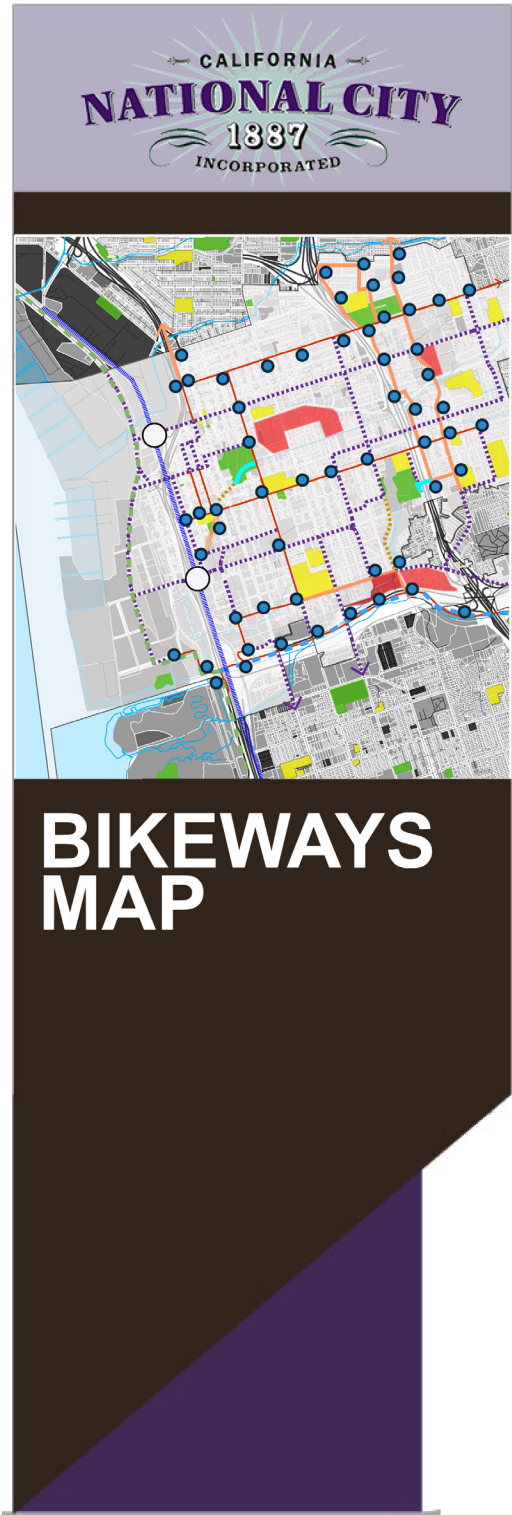 CALIFORNIA
NATIONAL CITY
1887
INCORPORATED
BIKEWAYS
MAP